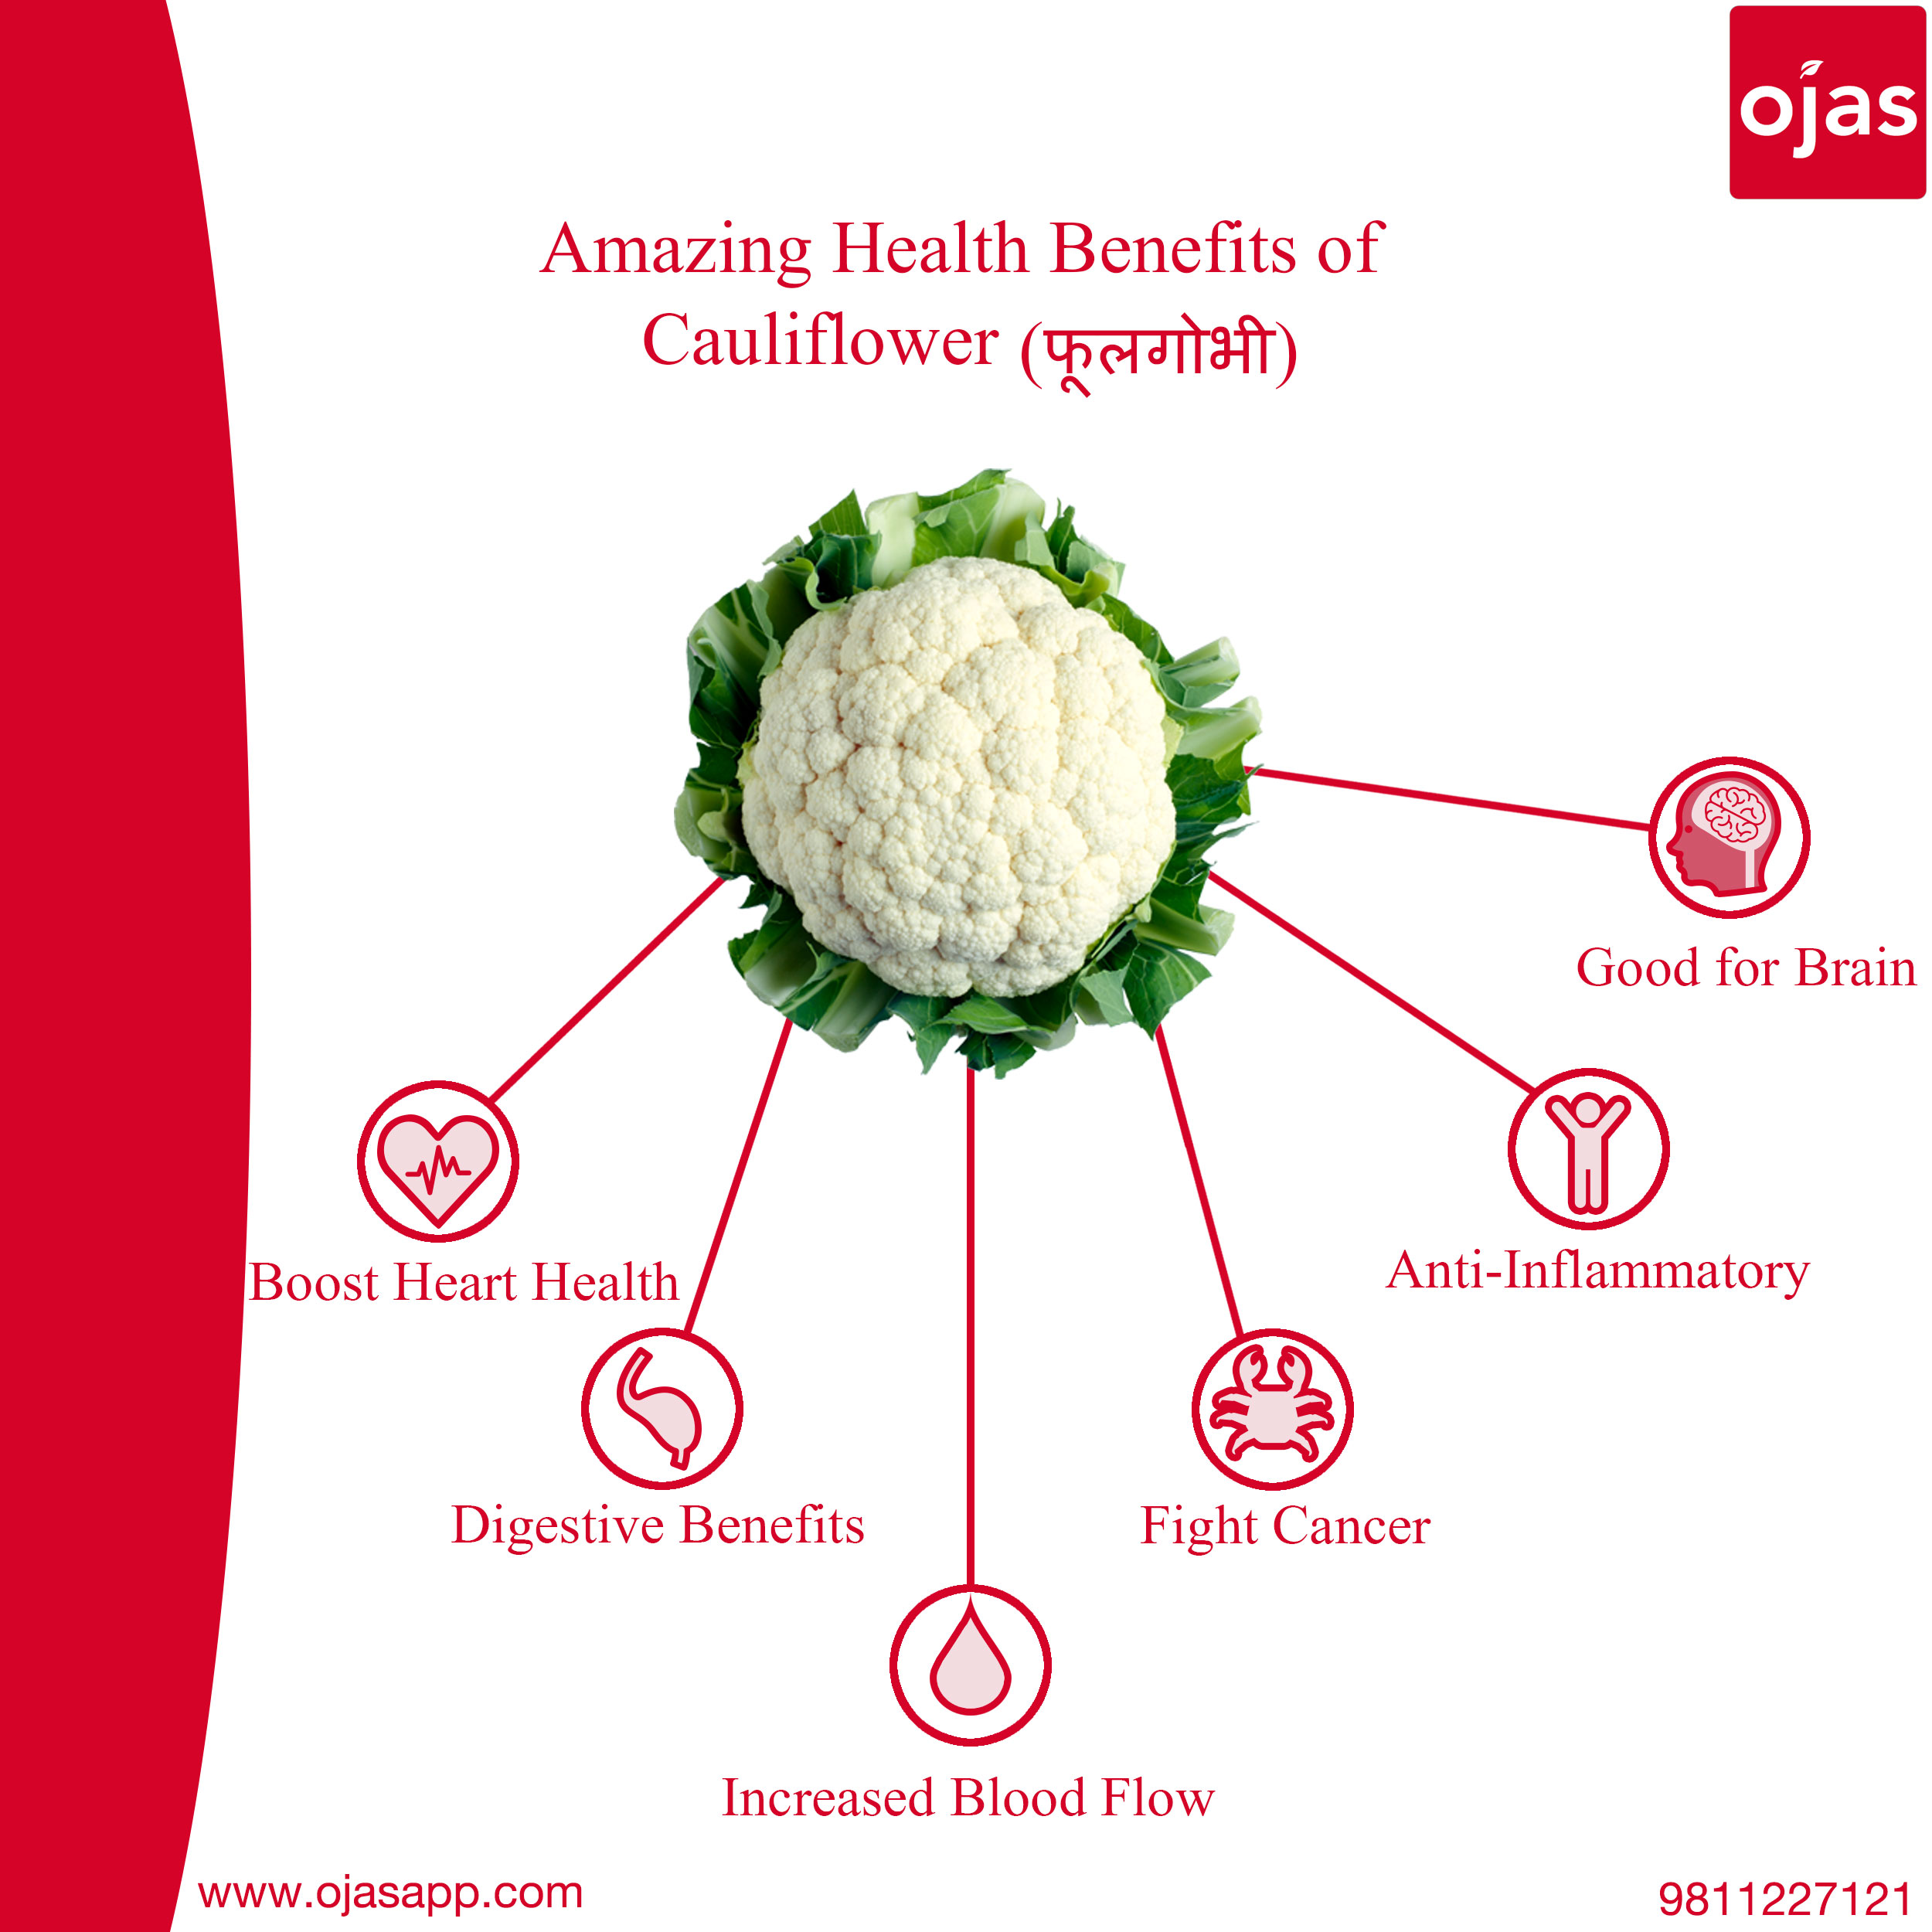 ojas
Amazing Health Benefits of
Cauliflower (फूलगोभी)
Good for Brain
Anti-Inflammatory
Boost Heart Health
Digestive Benefits
Fight Cancer
Increased Blood Flow
www.ojasapp.com
9811227121